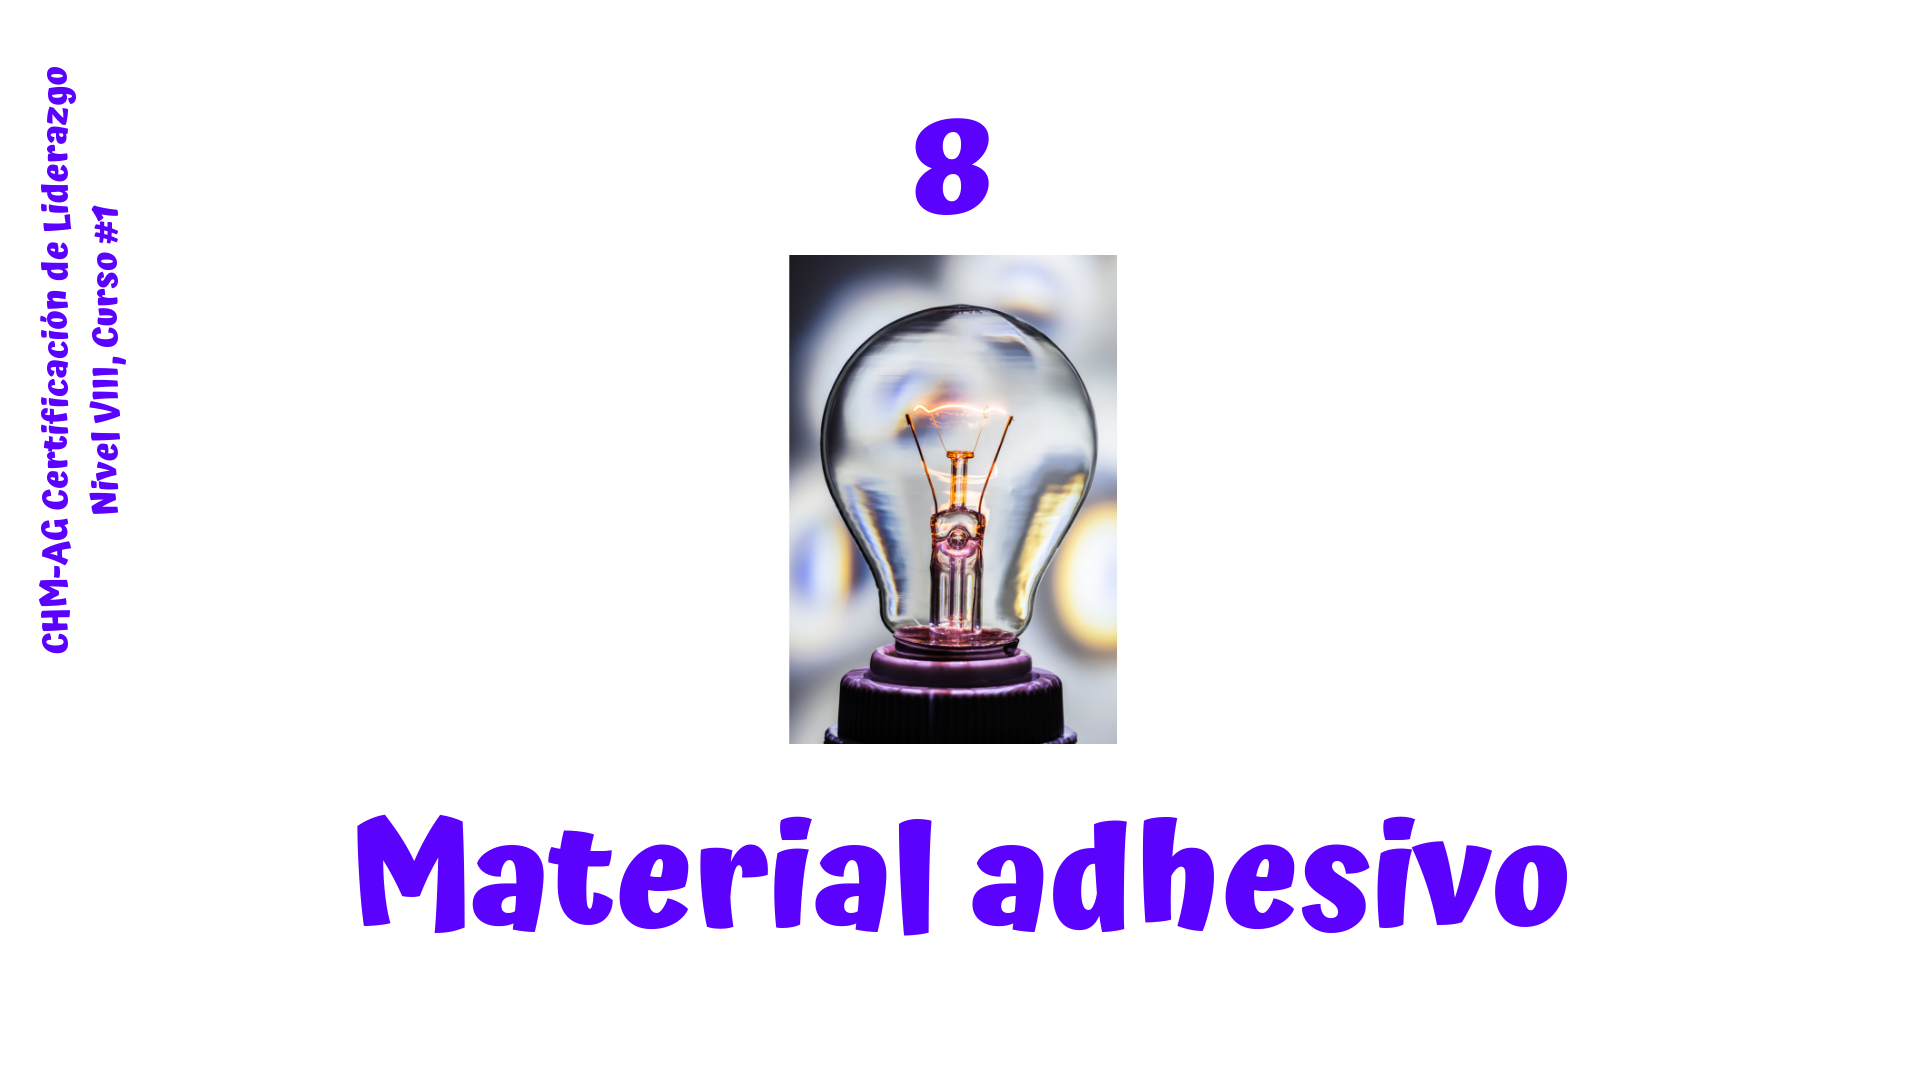 CHM-AG Certificación de Liderazgo
Nivel VIII, Curso #1
8
Material adhesivo